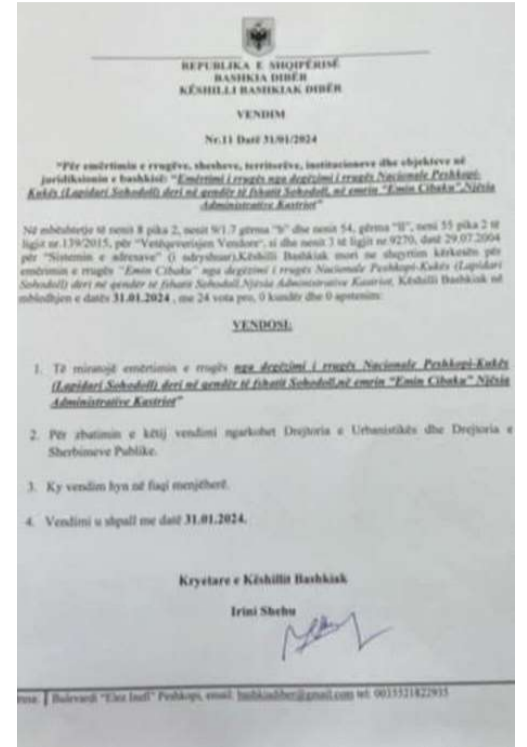 REPUBLIKA E SHQIPËRISË
BASHKIA DIBËR
KËSHILLI BASHKIAK DIBËR
VENDIM
Nr.11 Datë 31/01/2024
"Për emërtimin e rrugëve, shesheve, territorëve, institucioneve dhe objekteve në
juridiksionin e bashkisë: "Emërtimi i rrugës nga degëzimi i rrugës Nacionale Peshkopi-
Kukës (Lapidari Sohodoll) deri në qendër të fshatit Sohodoll, në emrin "Emin Cibaku" Njësia
Administrative Kastriot"
Në mbështetje të nenit 8 pika 2, nenit 9/1.7 gërma "b" dhe nenit 54, gërma "ll", neni 55 pika 2 të
ligjit nr.139/2015, për "Vetëqeverisjen Vendore", si dhe nenit 3 të ligjit nr.9270, datë 29.07.2004
për "Sistemin e adresave" (i ndryshuar),Këshilli Bashkiak mori në shqyrtim kërkesën për
emërimin e rrugës "Emin Cibaku" nga degëzimi i rrugës Nacionale Peshkopi-Kukës (Lapidari
Sohodoll) deri në qendër të fshatit Sohodoll,Njësia Administrative Kastriot, Këshilli Bashkiak në
mbledhjen e datës 31.01.2024 , me 24 vota pro, 0 kundër dhe 0 apstenim:
VENDOSI:
1. Të miratojë emërtimin e rrugës nga degëzimi i rrugës Nacionale Peshkopi-Kukës
(Lapidari Sohodoll) deri në qendër të fshatit Sohodoll,në emrin "Emin Cibaku" Njësia
Administrative Kastriot"
2. Për zbatimin e këtij vendimi ngarkohet Drejtoria e Urbanistikës dhe Drejtoria e
Sherbimeve Publike.
3. Ky vendim hyn në fuqi menjëherë.
4. Vendimi u shpall me datë 31.01.2024.
Kryetare e Këshillit Bashkiak
Irini Shehu
Bulevardi "Elez Isufi" Peshkopi, email: bashkiadiber@gmail.com tel: 0035521822935